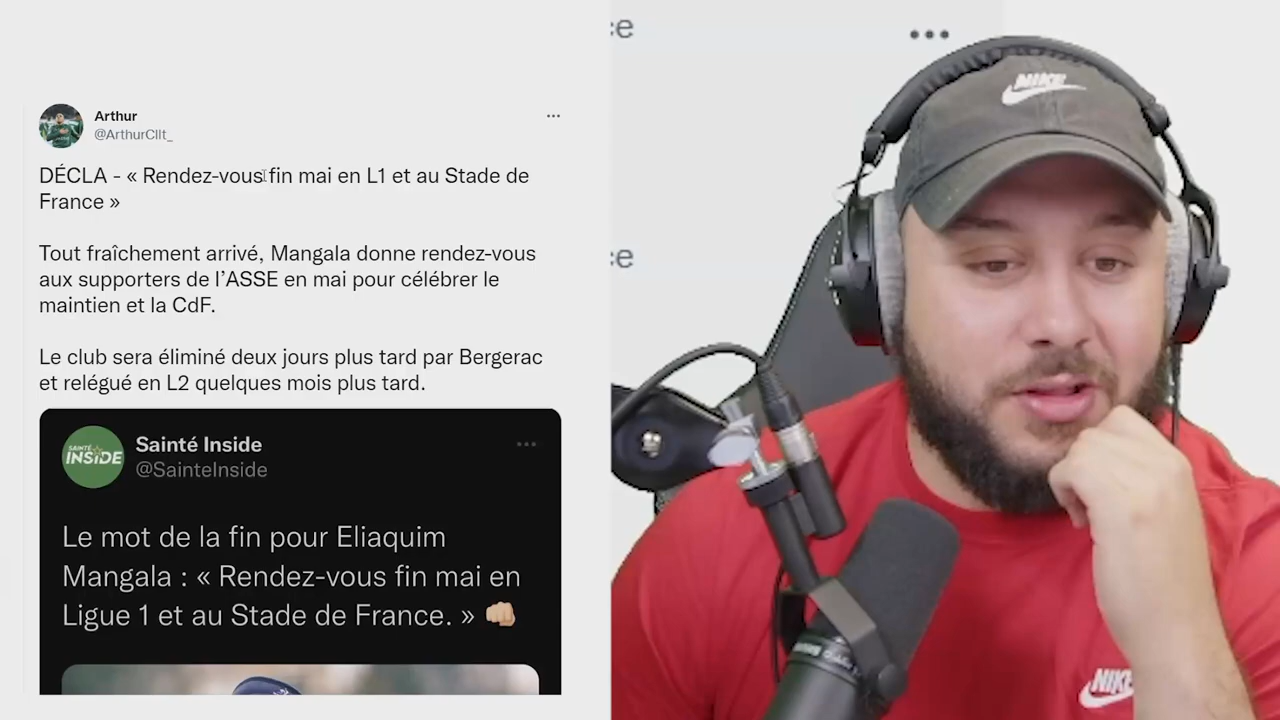 Arthur
@ArthurCllt_
DÉCLA - « Rendez-vous fin mai en L1 et au Stade de
France »
Tout fraîchement arrivé, Mangala donne rendez-vous
aux supporters de l'ASSE en mai pour célébrer le
maintien et la CdF.
Le club sera éliminé deux jours plus tard par Bergerac
et relégué en L2 quelques mois plus tard.
SAINTÉ
INSIDE
Sainté Inside
@SainteInside
Le mot de la fin pour Eliaquim
Mangala : « Rendez-vous fin mai en
Ligue 1 et au Stade de France. » 👊🏼
NIKE
NIKE